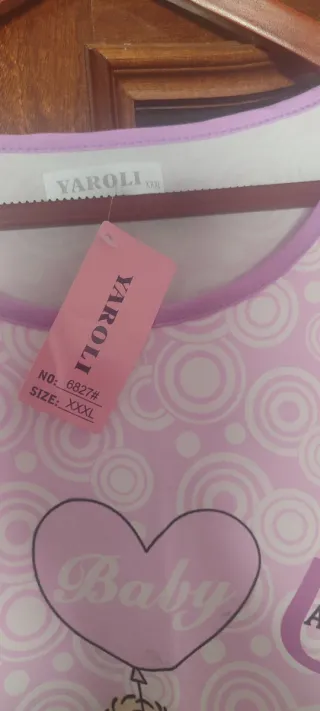 YAROLI
YAROLI
NO: 6827#
SIZE: XXXL
Baby